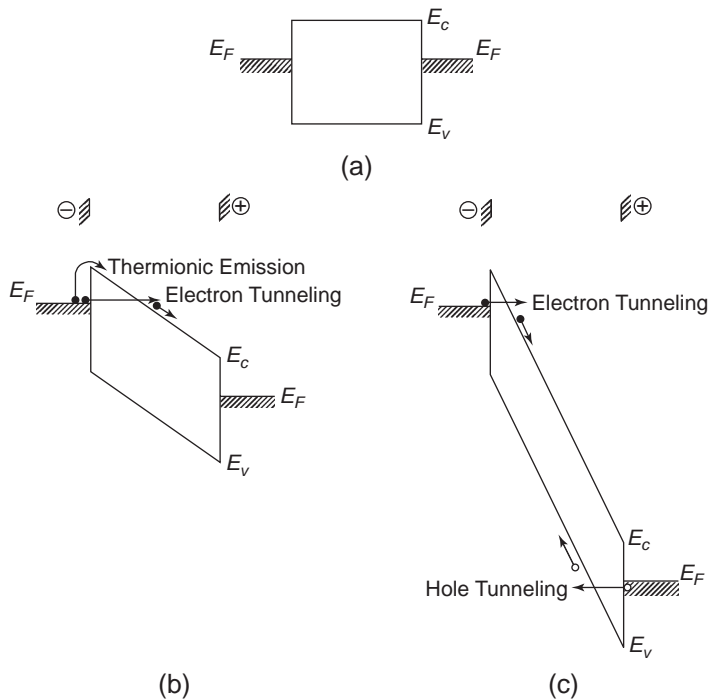 E_c
E_F E_F
E_v
(a)
⊖ ⊕
Thermionic Emission
E_F Electron Tunneling
E_c
E_F
E_v
(b)
⊖ ⊕
E_F Electron Tunneling
E_c
E_F
Hole Tunneling
E_v
(c)